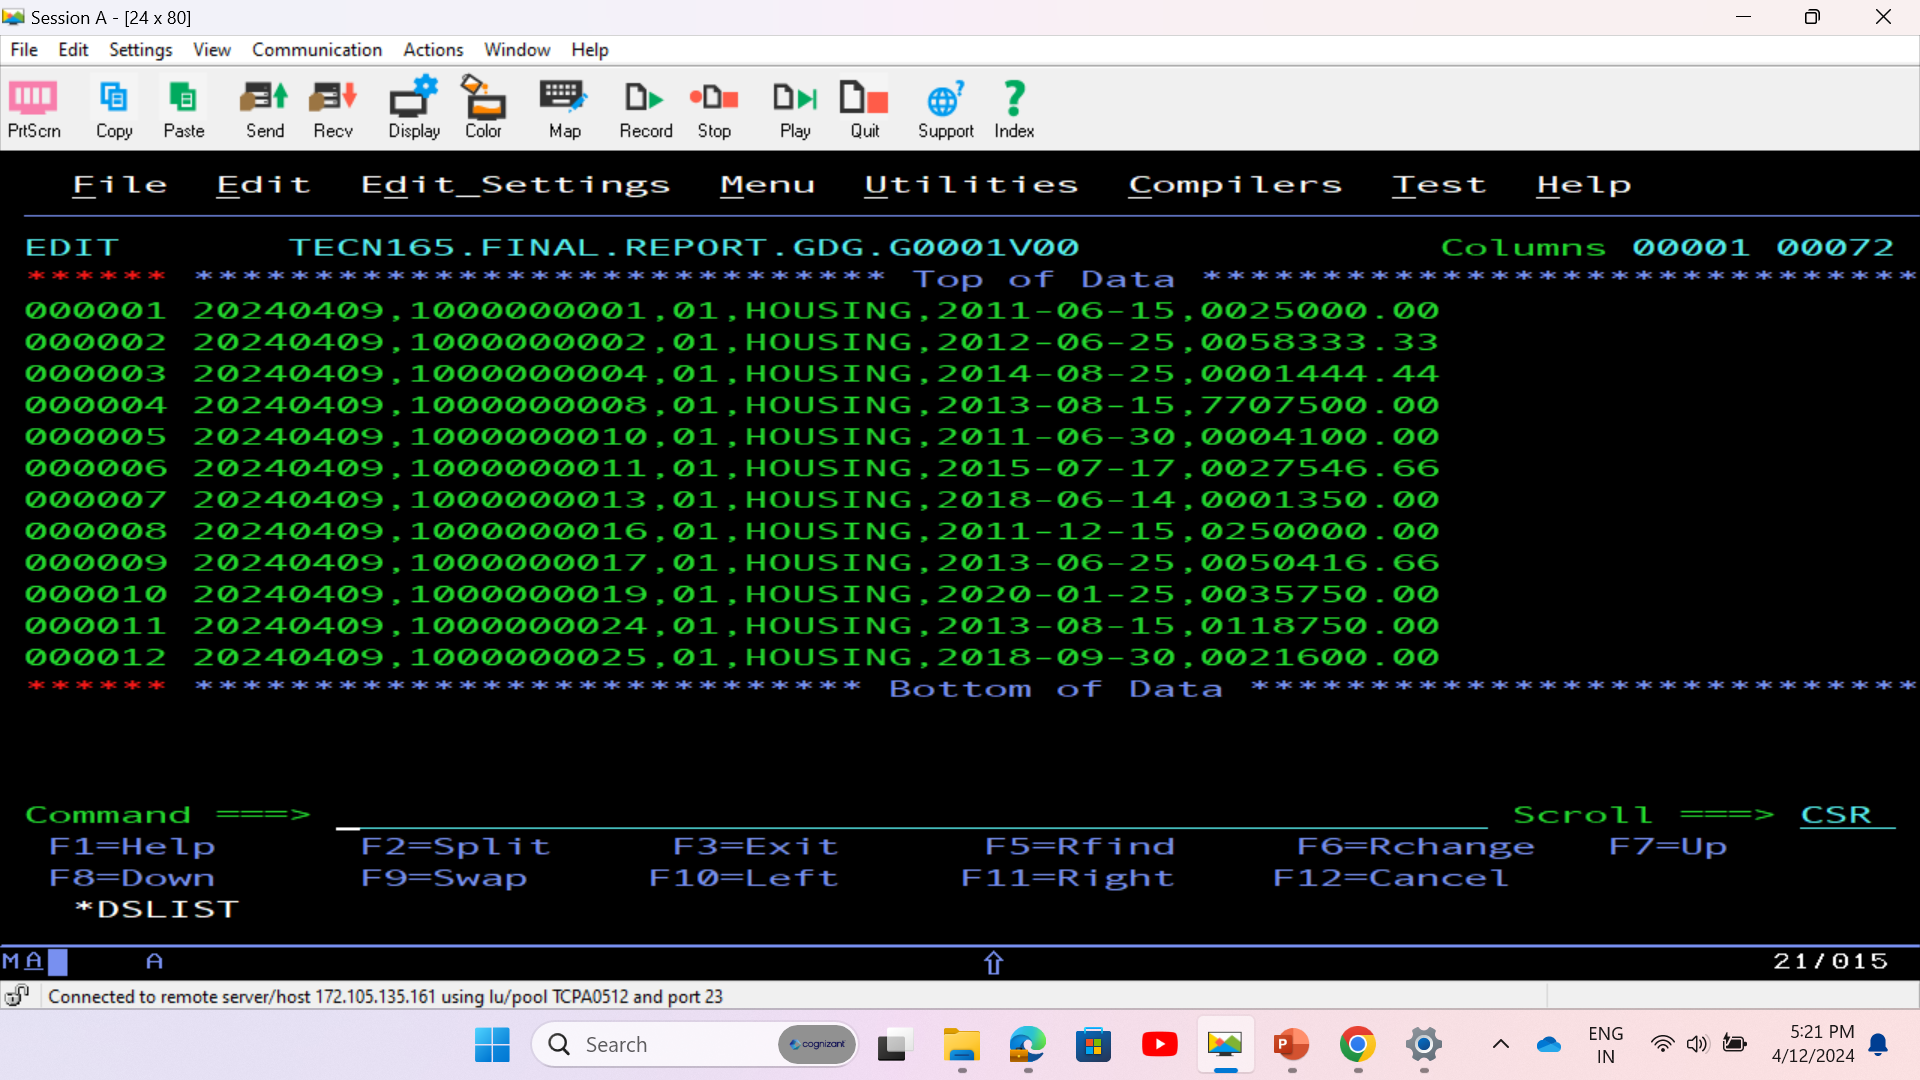 Session A - [24 x 80]
File Edit Settings View Communication Actions Window Help
PrtScrn Copy Paste Send Recv Display Color Map Record Stop Play Quit Support Index
File Edit Edit_Settings Menu Utilities Compilers Test Help
EDIT TECN165.FINAL.REPORT.GDG.G0001V00 Columns 00001 00072
****** ***************************** Top of Data ******************************
000001 20240409,1000000001,01,HOUSING,2011-06-15,0025000.00
000002 20240409,1000000002,01,HOUSING,2012-06-25,0058333.33
000003 20240409,1000000004,01,HOUSING,2014-08-25,0001444.44
000004 20240409,1000000008,01,HOUSING,2013-08-15,7707500.00
000005 20240409,1000000010,01,HOUSING,2011-06-30,0004100.00
000006 20240409,1000000011,01,HOUSING,2015-07-17,0027546.66
000007 20240409,1000000013,01,HOUSING,2018-06-14,0001350.00
000008 20240409,1000000016,01,HOUSING,2011-12-15,0250000.00
000009 20240409,1000000017,01,HOUSING,2013-06-25,0050416.66
000010 20240409,1000000019,01,HOUSING,2020-01-25,0035750.00
000011 20240409,1000000024,01,HOUSING,2013-08-15,0118750.00
000012 20240409,1000000025,01,HOUSING,2018-09-30,0021600.00
****** **************************** Bottom of Data ****************************
Command ===> Scroll ===> CSR
F1=Help F2=Split F3=Exit F5=Rfind F6=Rchange F7=Up
F8=Down F9=Swap F10=Left F11=Right F12=Cancel
*DSLIST
MA A 21/015
Connected to remote server/host 172.105.135.161 using lu/pool TCPA0512 and port 23
Search cognizant ENG 5:21 PM
IN 4/12/2024